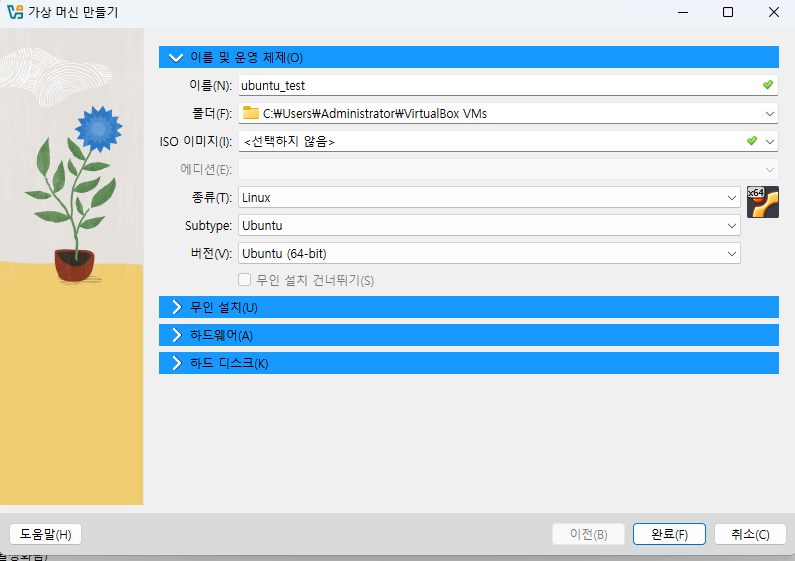 가상 머신 만들기
이름 및 운영 체제(O)
이름(N): ubuntu_test
폴더(F): C:₩Users₩Administrator₩VirtualBox VMs
ISO 이미지(I): <선택하지 않음>
에디션(E):
종류(T): Linux
x64
Subtype: Ubuntu
버전(V): Ubuntu (64-bit)
무인 설치 건너뛰기(S)
무인 설치(U)
하드웨어(A)
하드 디스크(K)
도움말(H) 이전(B) 완료(F) 취소(C)